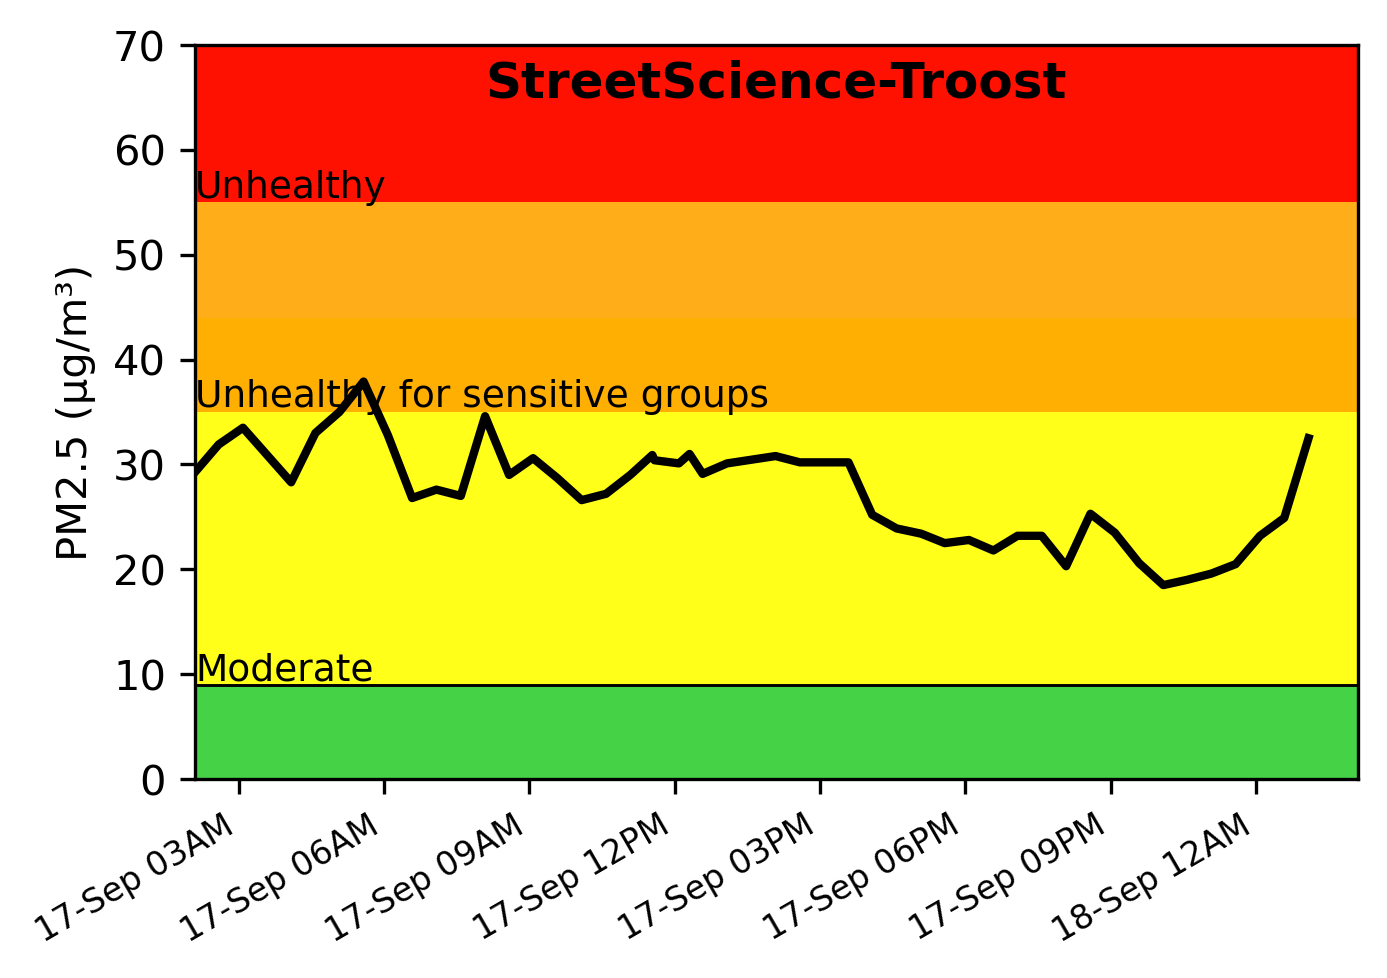 StreetScience-Troost
PM2.5 (µg/m³)
70
60
50
40
30
20
10
0
Unhealthy
Unhealthy for sensitive groups
Moderate
17-Sep 03AM
17-Sep 06AM
17-Sep 09AM
17-Sep 12PM
17-Sep 03PM
17-Sep 06PM
17-Sep 09PM
18-Sep 12AM